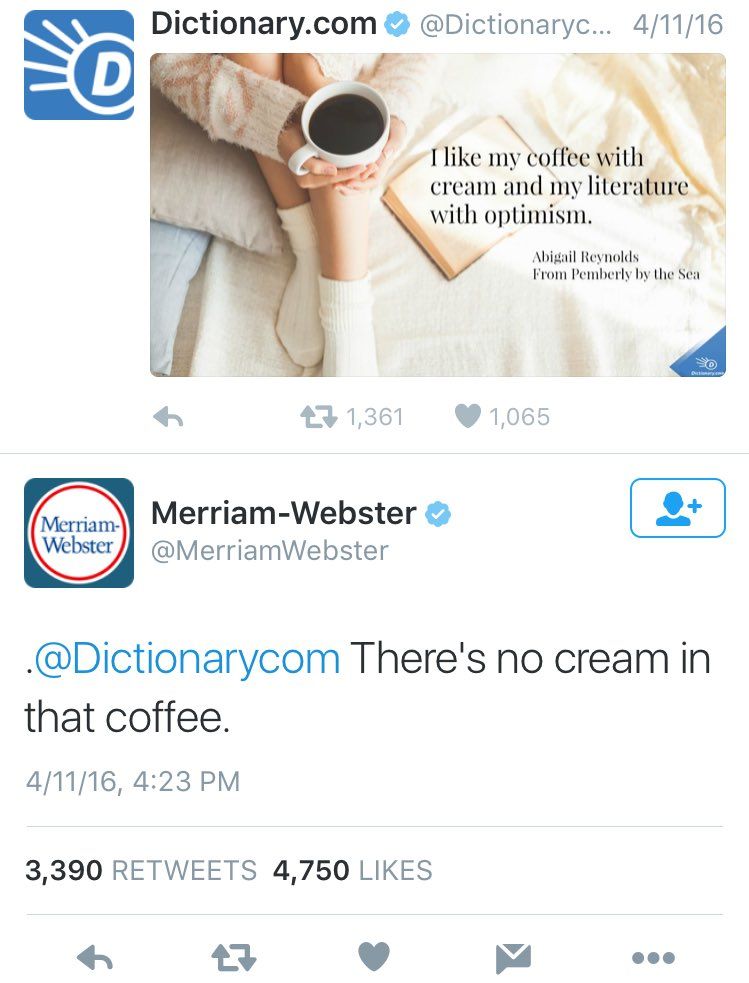 Dictionary.com @Dictionaryc... 4/11/16
D
I like my coffee with
cream and my literature
with optimism.
Abigail Reynolds
From Pemberly by the Sea
D
Dictionary.com
1,361 1,065
Merriam-
Webster
Merriam-Webster
@MerriamWebster
.@Dictionarycom There's no cream in
that coffee.
4/11/16, 4:23 PM
3,390 RETWEETS 4,750 LIKES